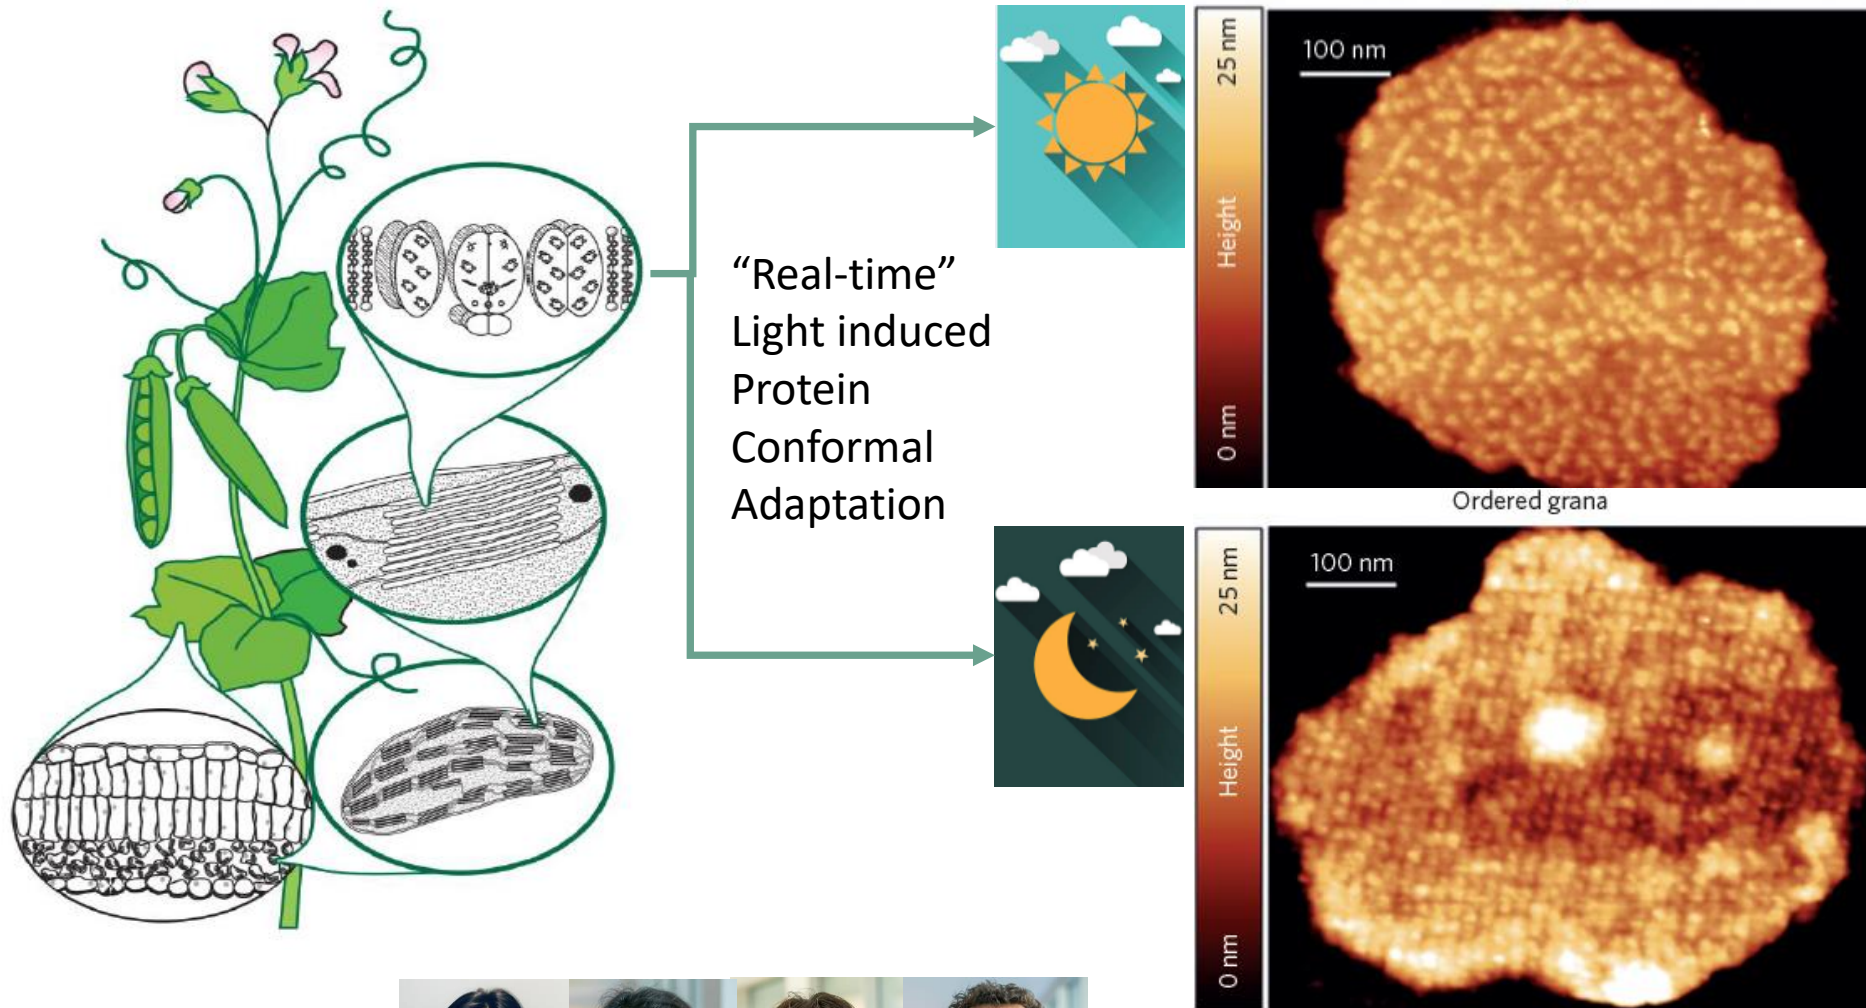 “Real-time”
Light induced
Protein
Conformal
Adaptation
25 nm
Height
0 nm
100 nm
Ordered grana
25 nm
Height
0 nm
100 nm